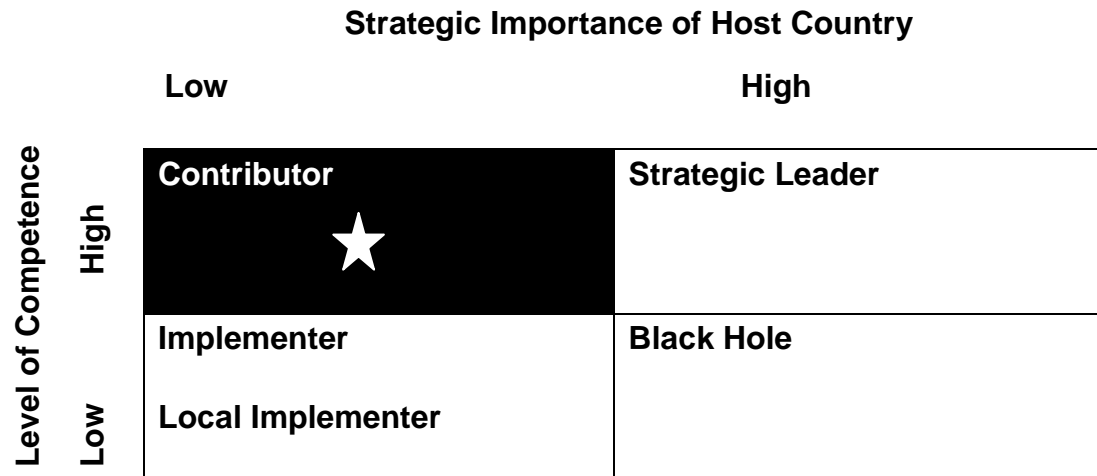 Strategic Importance of Host Country
Low High
Level of Competence
High
Contributor Strategic Leader
Low
Implementer Black Hole
Local Implementer